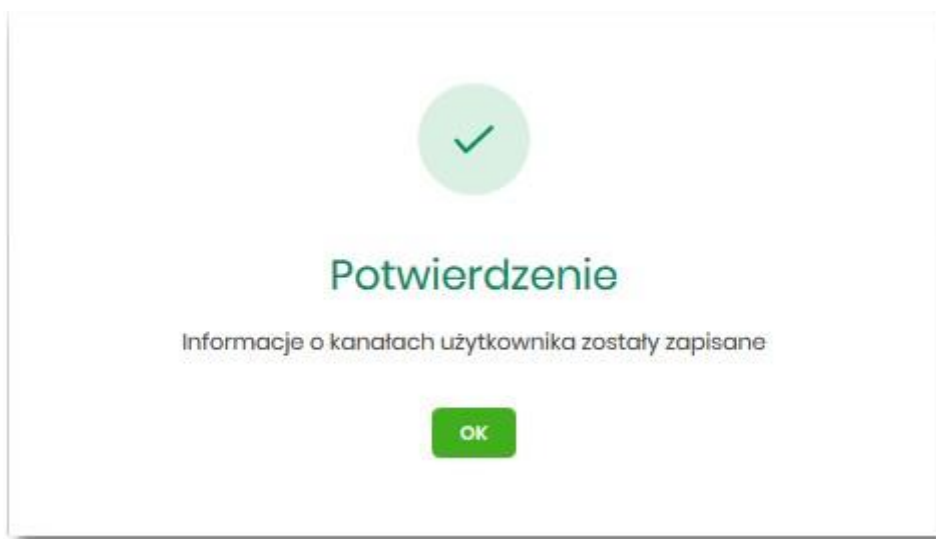 Potwierdzenie
Informacje o kanałach użytkownika zostały zapisane
OK